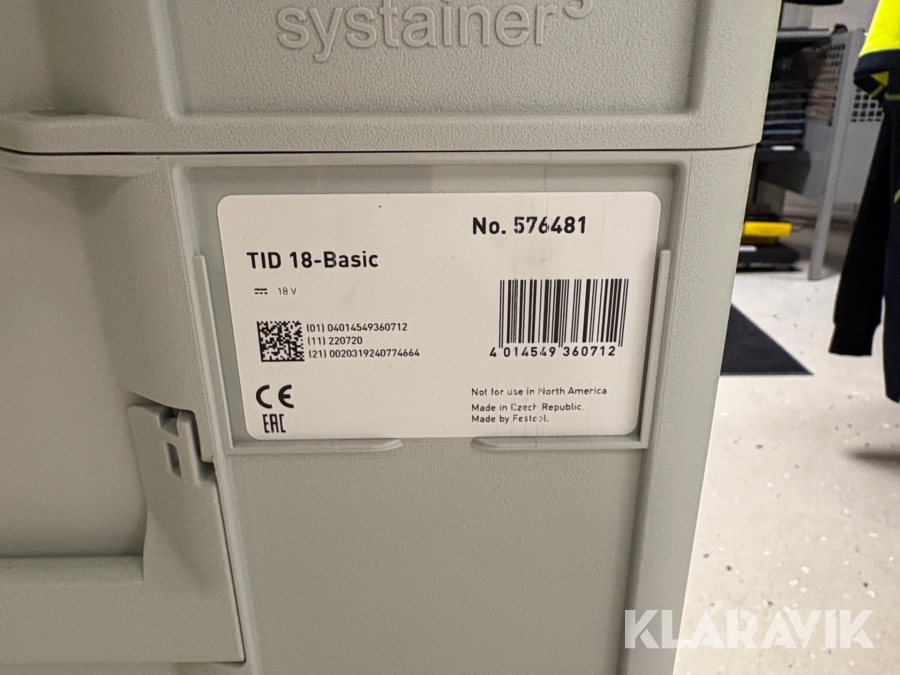 systainer³
No. 576481
TID 18-Basic
18 V
(01) 04014549360712
(11) 220720
(21) 0020319240774664
4 014549 360712
CE
EAC
Not for use in North America
Made in Czech Republic.
Made by Festool.
KLARAVIK